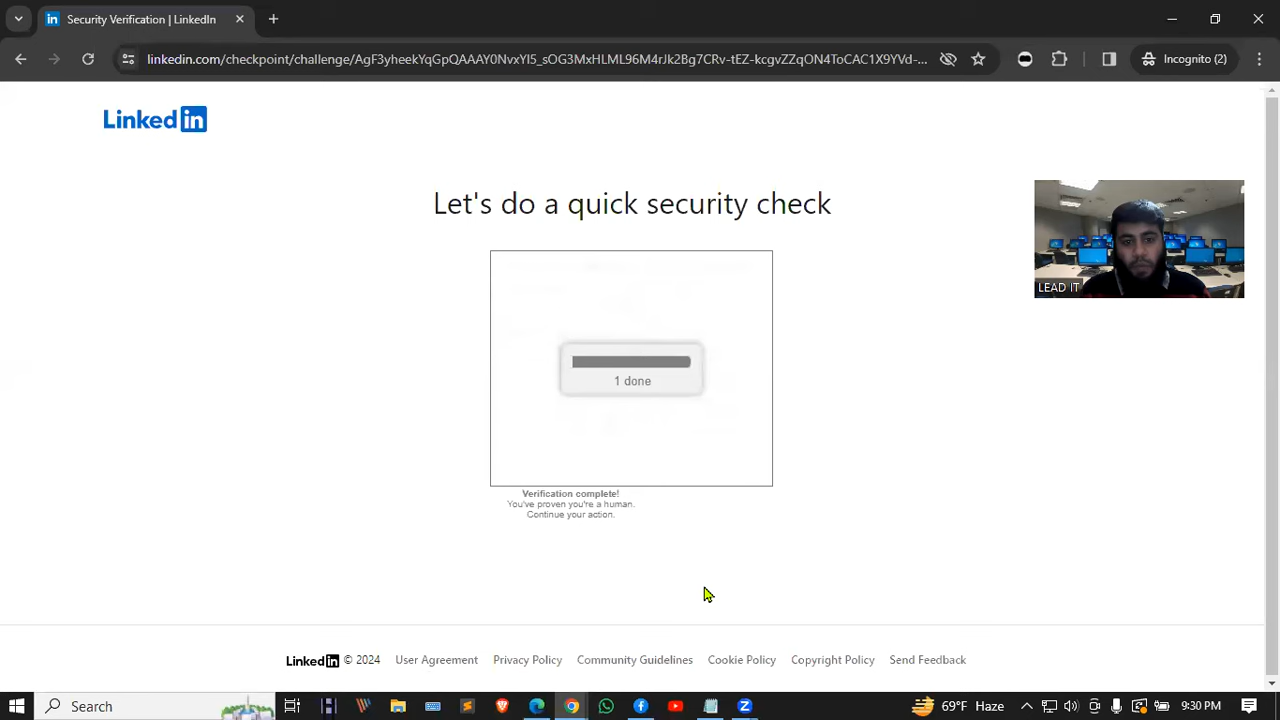 Security Verification | LinkedIn
linkedin.com/checkpoint/challenge/AgF3yheekYqGpQAAAY0NvxYI5_sOG3MxHLML96M4rJk2Bg7CRv-tEZ-kcgvZZqON4ToCAC1X9YVd-...
Incognito (2)
Linked in
Let's do a quick security check
LEAD IT
1 done
Verification complete!
You've proven you're a human.
Continue your action.
Linked in © 2024 User Agreement Privacy Policy Community Guidelines Cookie Policy Copyright Policy Send Feedback
Search
69°F Haze
9:30 PM